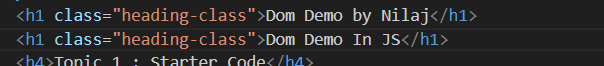 <h1 class="heading-class">Dom Demo by Nilaj</h1>
<h1 class="heading-class">Dom Demo In JS</h1>
<h4>Topic 1 : Starter Code</h4>